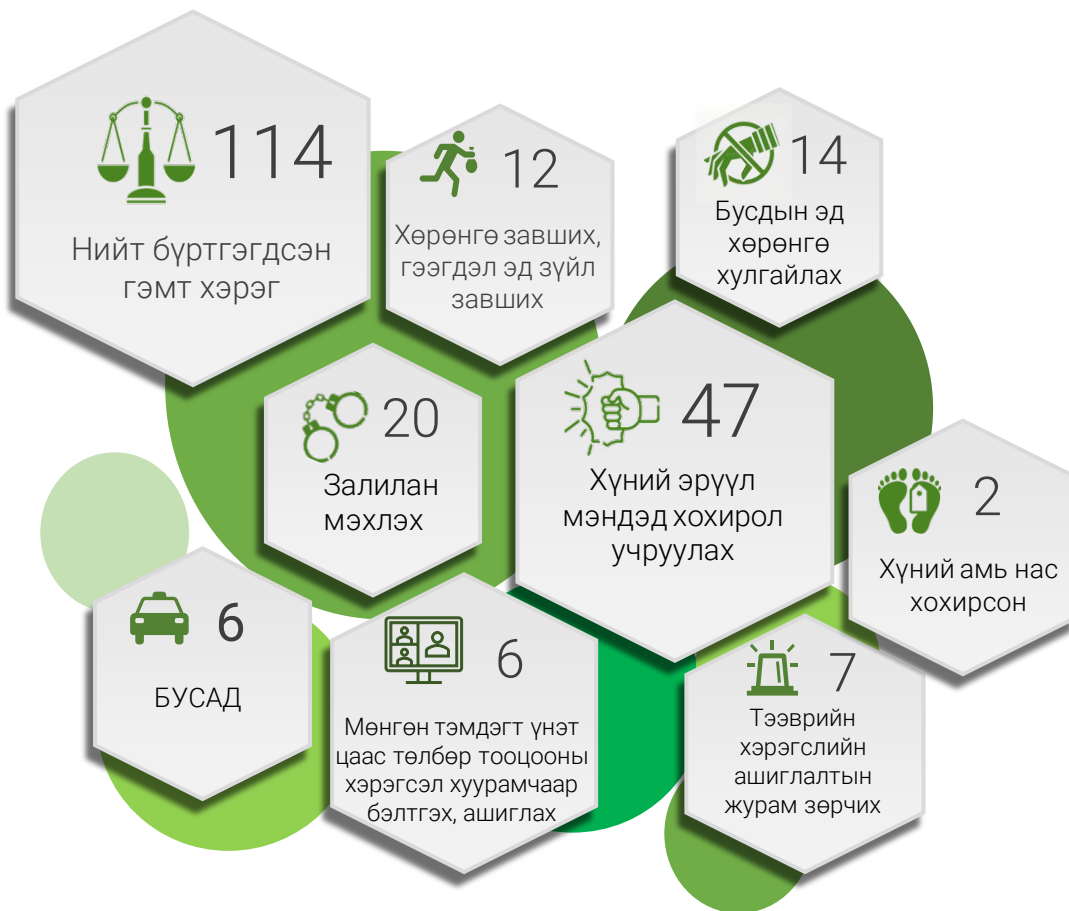 114
Нийт бүртгэгдсэн
гэмт хэрэг
12
Хөрөнгө завших,
гээгдэл эд зүйл
завших
14
Бусдын эд
хөрөнгө
хулгайлах
20
Залилан
мэхлэх
47
Хүний эрүүл
мэндэд хохирол
учруулах
2
Хүний амь нас
хохирсон
6
БУСАД
6
Мөнгөн тэмдэгт үнэт
цаас төлбөр тооцооны
хэрэгсэл хуурамчаар
бэлтгэх, ашиглах
7
Тээврийн
хэрэгслийн
ашиглалтын
журам зөрчих